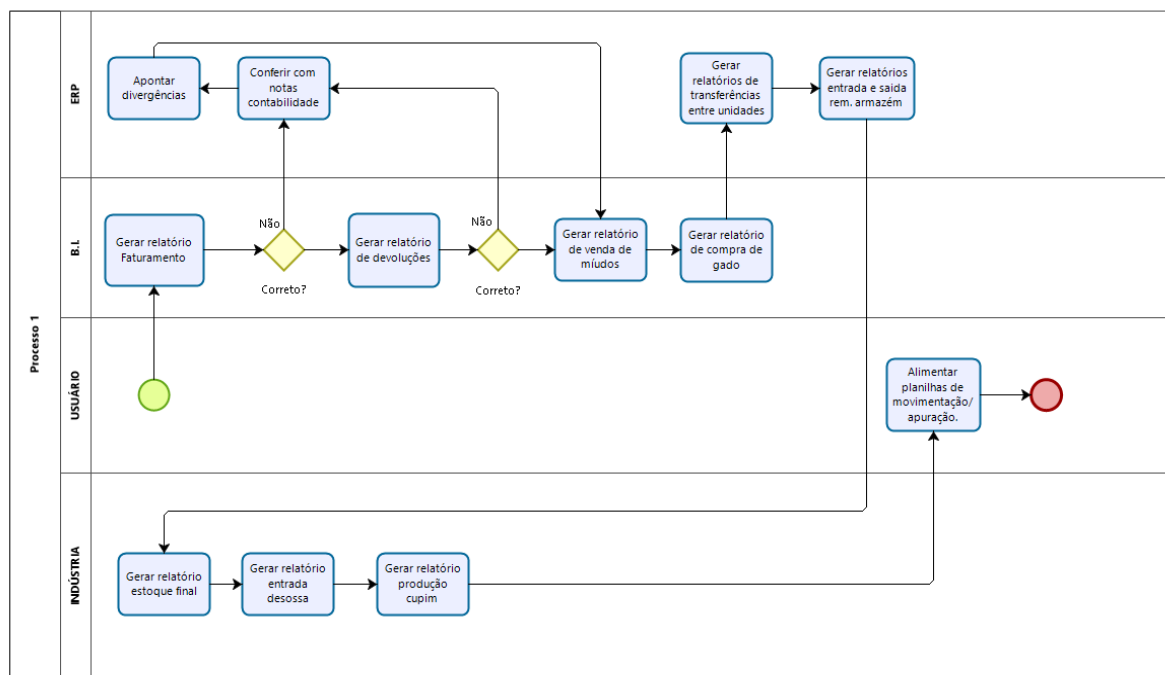 Processo 1
ERP
Apontar
divergências
Conferir com
notas
contabilidade
Gerar
relatórios de
transferências
entre unidades
Gerar relatórios
entrada e saida
rem. armazém
B.I.
Gerar relatório
Faturamento
Não
Correto?
Gerar relatório
de devoluções
Não
Correto?
Gerar relatório
de venda de
míudos
Gerar relatório
de compra de
gado
USUÁRIO
Alimentar
planilhas de
movimentação/
apuração.
INDÚSTRIA
Gerar relatório
estoque final
Gerar relatório
entrada
desossa
Gerar relatório
produção
cupim